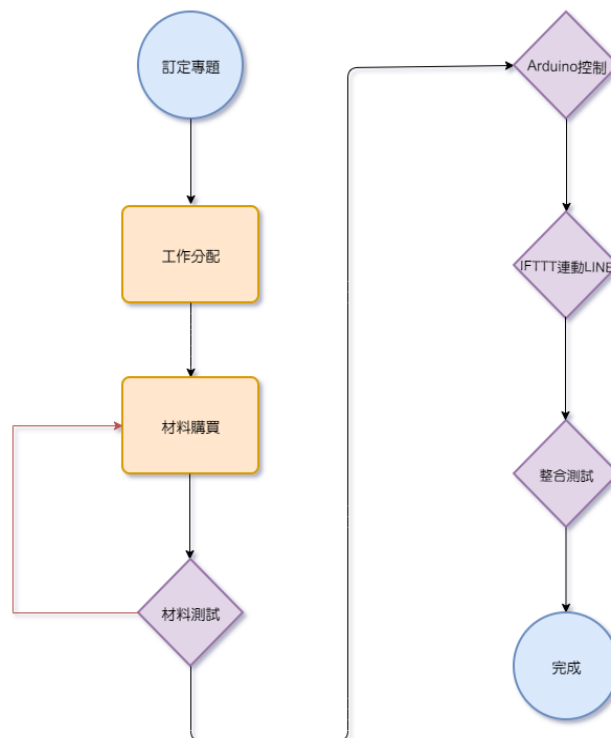 訂定專題
工作分配
材料購買
材料測試
Arduino控制
IFTTT連動LINE
整合測試
完成